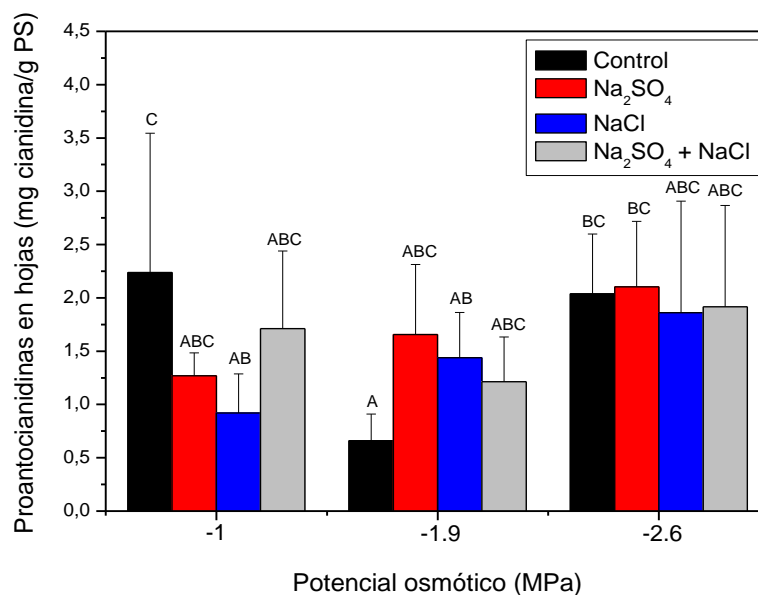 Proantocianidinas en hojas (mg cianidina/g PS)
4,5
4,0
3,5
3,0
2,5
2,0
1,5
1,0
0,5
0,0
Control
Na₂SO₄
NaCl
Na₂SO₄ + NaCl
C
ABC
AB
ABC
A
ABC
AB
ABC
BC
BC
ABC
ABC
-1
-1.9
-2.6
Potencial osmótico (MPa)